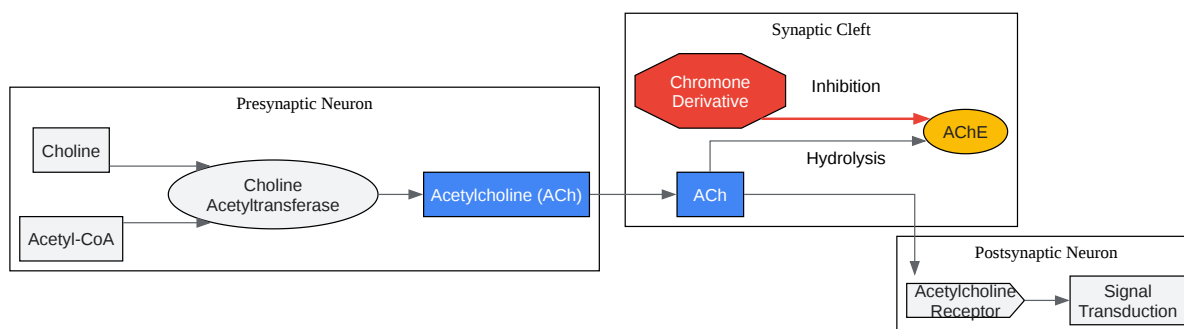 Presynaptic Neuron
Choline
Acetyl-CoA
Choline
Acetyltransferase
Acetylcholine (ACh)
Synaptic Cleft
Chromone
Derivative
Inhibition
AChE
Hydrolysis
ACh
Postsynaptic Neuron
Acetylcholine
Receptor
Signal
Transduction